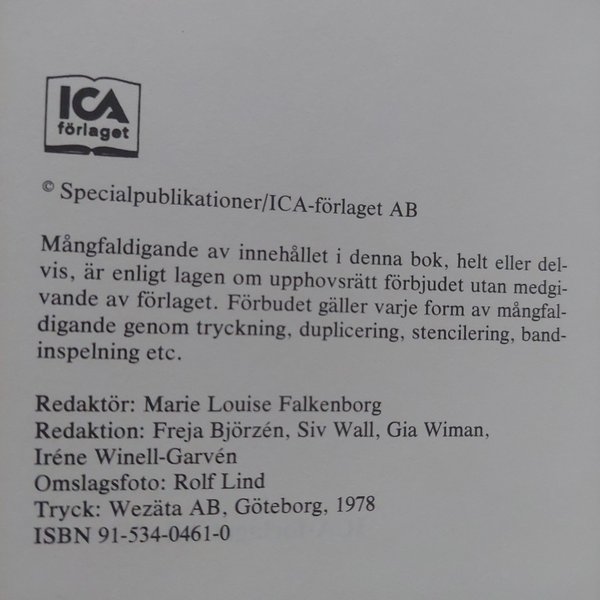 ICA
förlaget
© Specialpublikationer/ICA-förlaget AB
Mångfaldigande av innehållet i denna bok, helt eller del-
vis, är enligt lagen om upphovsrätt förbjudet utan medgi-
vande av förlaget. Förbudet gäller varje form av mångfal-
digande genom tryckning, duplicering, stencilering, band-
inspelning etc.
Redaktör: Marie Louise Falkenborg
Redaktion: Freja Björzén, Siv Wall, Gia Wiman,
Iréne Winell-Garvén
Omslagsfoto: Rolf Lind
Tryck: Wezäta AB, Göteborg, 1978
ISBN 91-534-0461-0